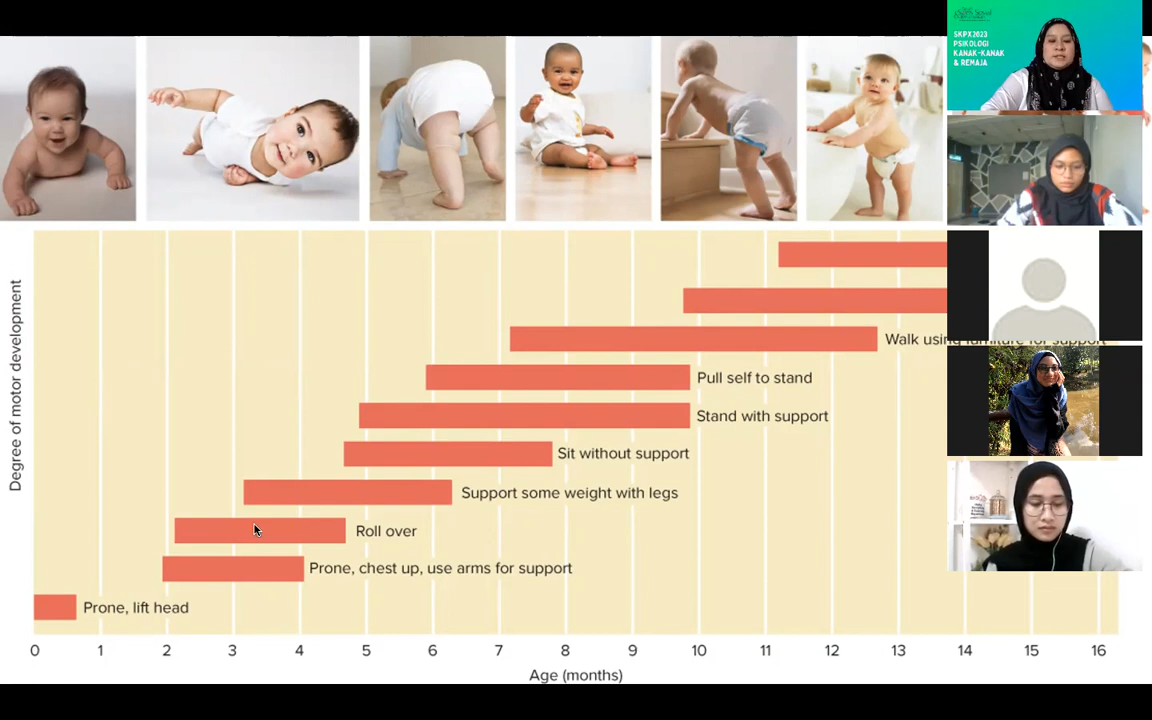 SKPX2023
PSIKOLOGI
KANAK-KANAK
& REMAJA
Degree of motor development
Walk using furniture for support
Pull self to stand
Stand with support
Sit without support
Support some weight with legs
Roll over
Prone, chest up, use arms for support
Prone, lift head
0 1 2 3 4 5 6 7 8 9 10 11 12 13 14 15 16
Age (months)